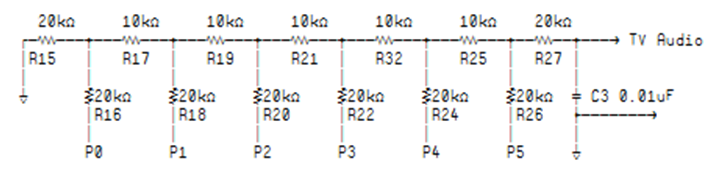 20kΩ 10kΩ 10kΩ 10kΩ 10kΩ 10kΩ 20kΩ
TV Audio
R15 R17 R19 R21 R32 R25 R27
20kΩ 20kΩ 20kΩ 20kΩ 20kΩ 20kΩ C3 0.01uF
R16 R18 R20 R22 R24 R26
P0 P1 P2 P3 P4 P5